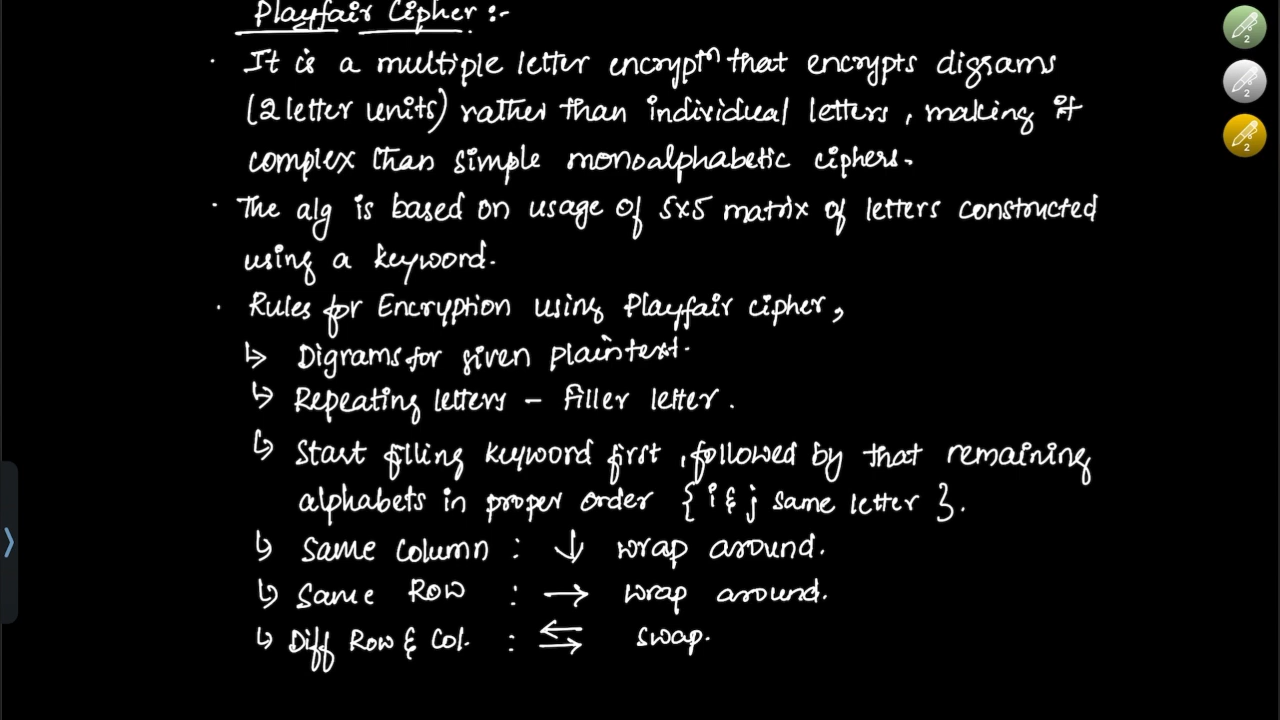 Playfair Cipher :-
· It is a multiple letter encryptⁿ that encrypts digrams
(2 letter units) rather than individual letters, making it
complex than simple monoalphabetic ciphers.
· The alg is based on usage of 5x5 matrix of letters constructed
using a keyword.
· Rules for Encryption using Playfair cipher,
↳ Digrams for given plaintext.
↳ Repeating letters - filler letter.
↳ Start filling keyword first, followed by that remaining
alphabets in proper order { i & j same letter }.
↳ Same column : ↓ wrap around.
↳ Same Row : → wrap around.
↳ Diff Row & Col. : ⇆ swap.
2
2
2